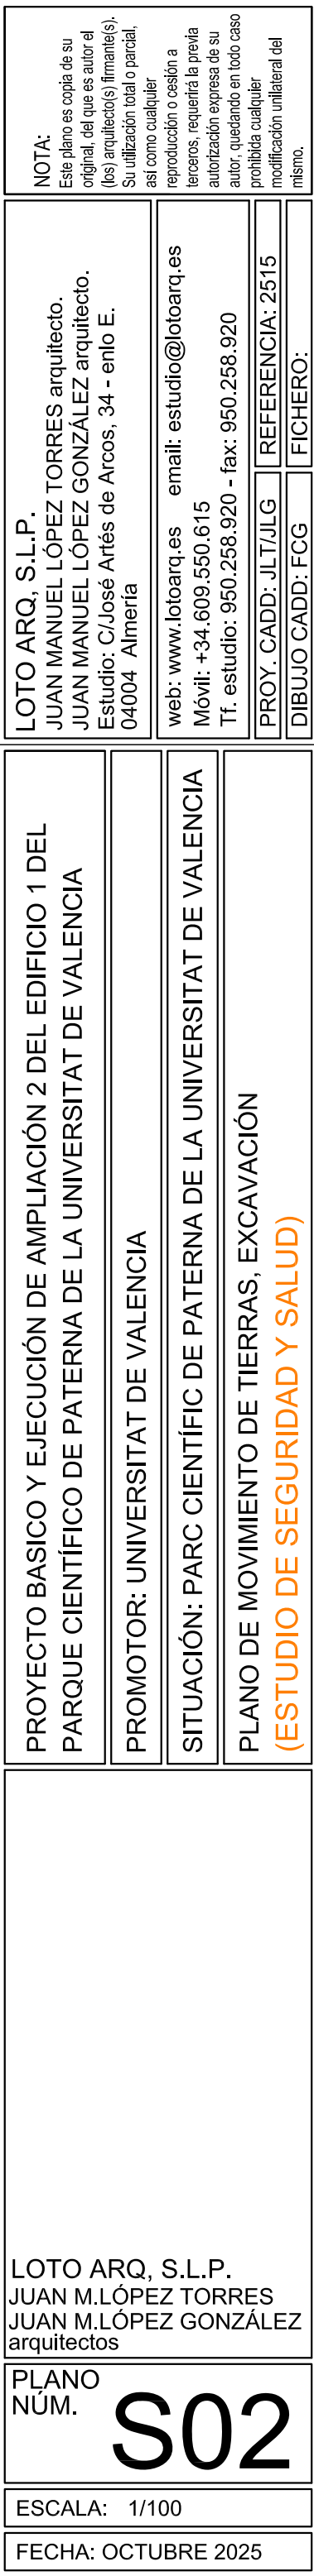 NOTA:
Este plano es copia de su
original, del que es autor el
(los) arquitecto(s) firmante(s).
Su utilización total o parcial,
así como cualquier
reproducción o cesión a
terceros, requerirá la previa
autorización expresa de su
autor, quedando en todo caso
prohibida cualquier
modificación unilateral del
mismo.
LOTO ARQ, S.L.P.
JUAN MANUEL LÓPEZ TORRES arquitecto.
JUAN MANUEL LÓPEZ GONZÁLEZ arquitecto.
Estudio: C/José Artés de Arcos, 34 - enlo E.
04004 Almería
web: www.lotoarq.es email: estudio@lotoarq.es
Móvil: +34.609.550.615
Tf. estudio: 950.258.920 - fax: 950.258.920
PROY. CADD: JLT/JLG
REFERENCIA: 2515
DIBUJO CADD: FCG
FICHERO:
PROYECTO BASICO Y EJECUCIÓN DE AMPLIACIÓN 2 DEL EDIFICIO 1 DEL
PARQUE CIENTÍFICO DE PATERNA DE LA UNIVERSITAT DE VALENCIA
PROMOTOR: UNIVERSITAT DE VALENCIA
SITUACIÓN: PARC CIENTÍFIC DE PATERNA DE LA UNIVERSITAT DE VALENCIA
PLANO DE MOVIMIENTO DE TIERRAS, EXCAVACIÓN
(ESTUDIO DE SEGURIDAD Y SALUD)
LOTO ARQ, S.L.P.
JUAN M.LÓPEZ TORRES
JUAN M.LÓPEZ GONZÁLEZ
arquitectos
PLANO
NÚM.
S02
ESCALA: 1/100
FECHA: OCTUBRE 2025